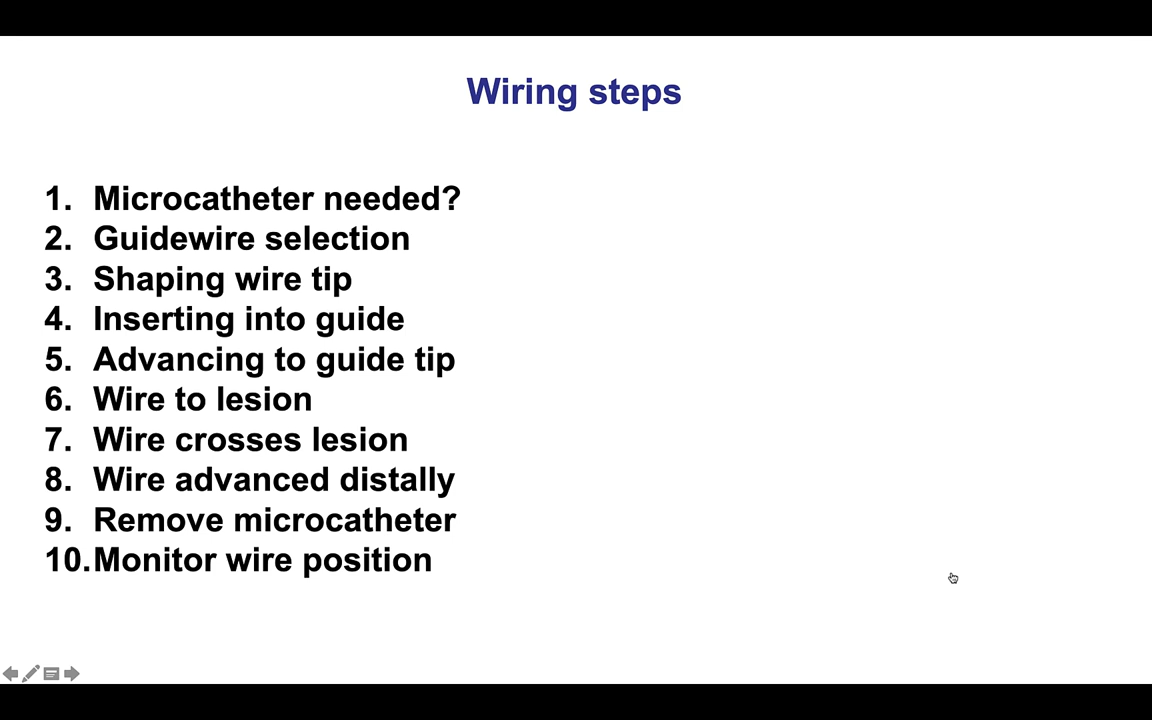 Wiring steps
1. Microcatheter needed?
2. Guidewire selection
3. Shaping wire tip
4. Inserting into guide
5. Advancing to guide tip
6. Wire to lesion
7. Wire crosses lesion
8. Wire advanced distally
9. Remove microcatheter
10. Monitor wire position